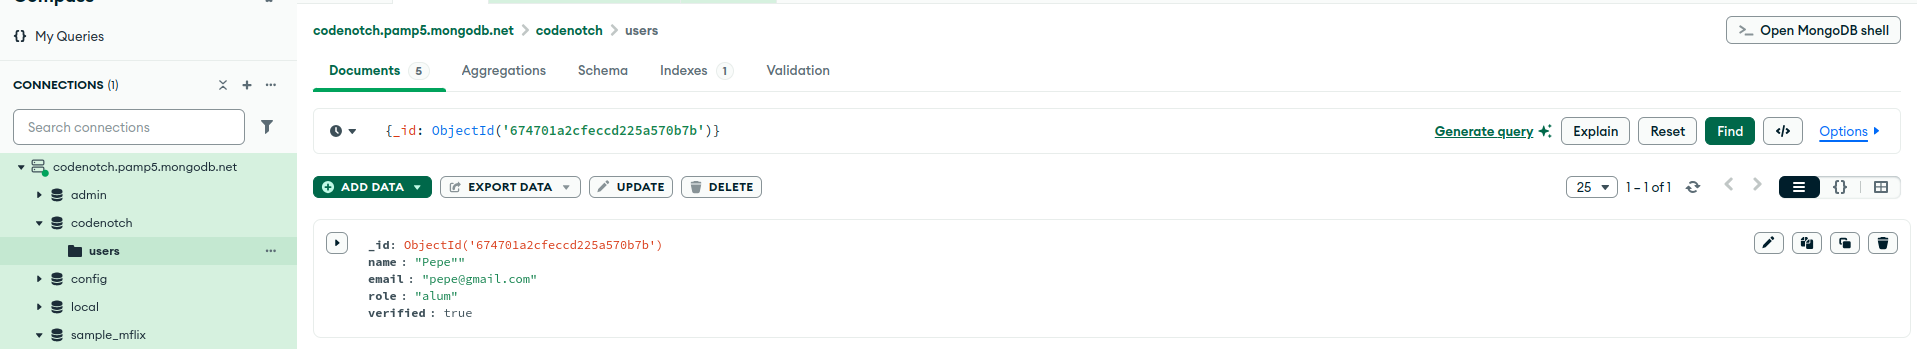 Compass
My Queries
CONNECTIONS (1)
Search connections
codenotch.pamp5.mongodb.net
admin
codenotch
users
config
local
sample_mflix
codenotch.pamp5.mongodb.net > codenotch > users
>_ Open MongoDB shell
Documents 5 Aggregations Schema Indexes 1 Validation
{_id: ObjectId('674701a2cfeccd225a570b7b')}
Generate query Explain Reset Find </> Options
ADD DATA EXPORT DATA UPDATE DELETE
25 1 – 1 of 1 {}
_id: ObjectId('674701a2cfeccd225a570b7b')
name : "Pepe""
email : "pepe@gmail.com"
role : "alum"
verified : true